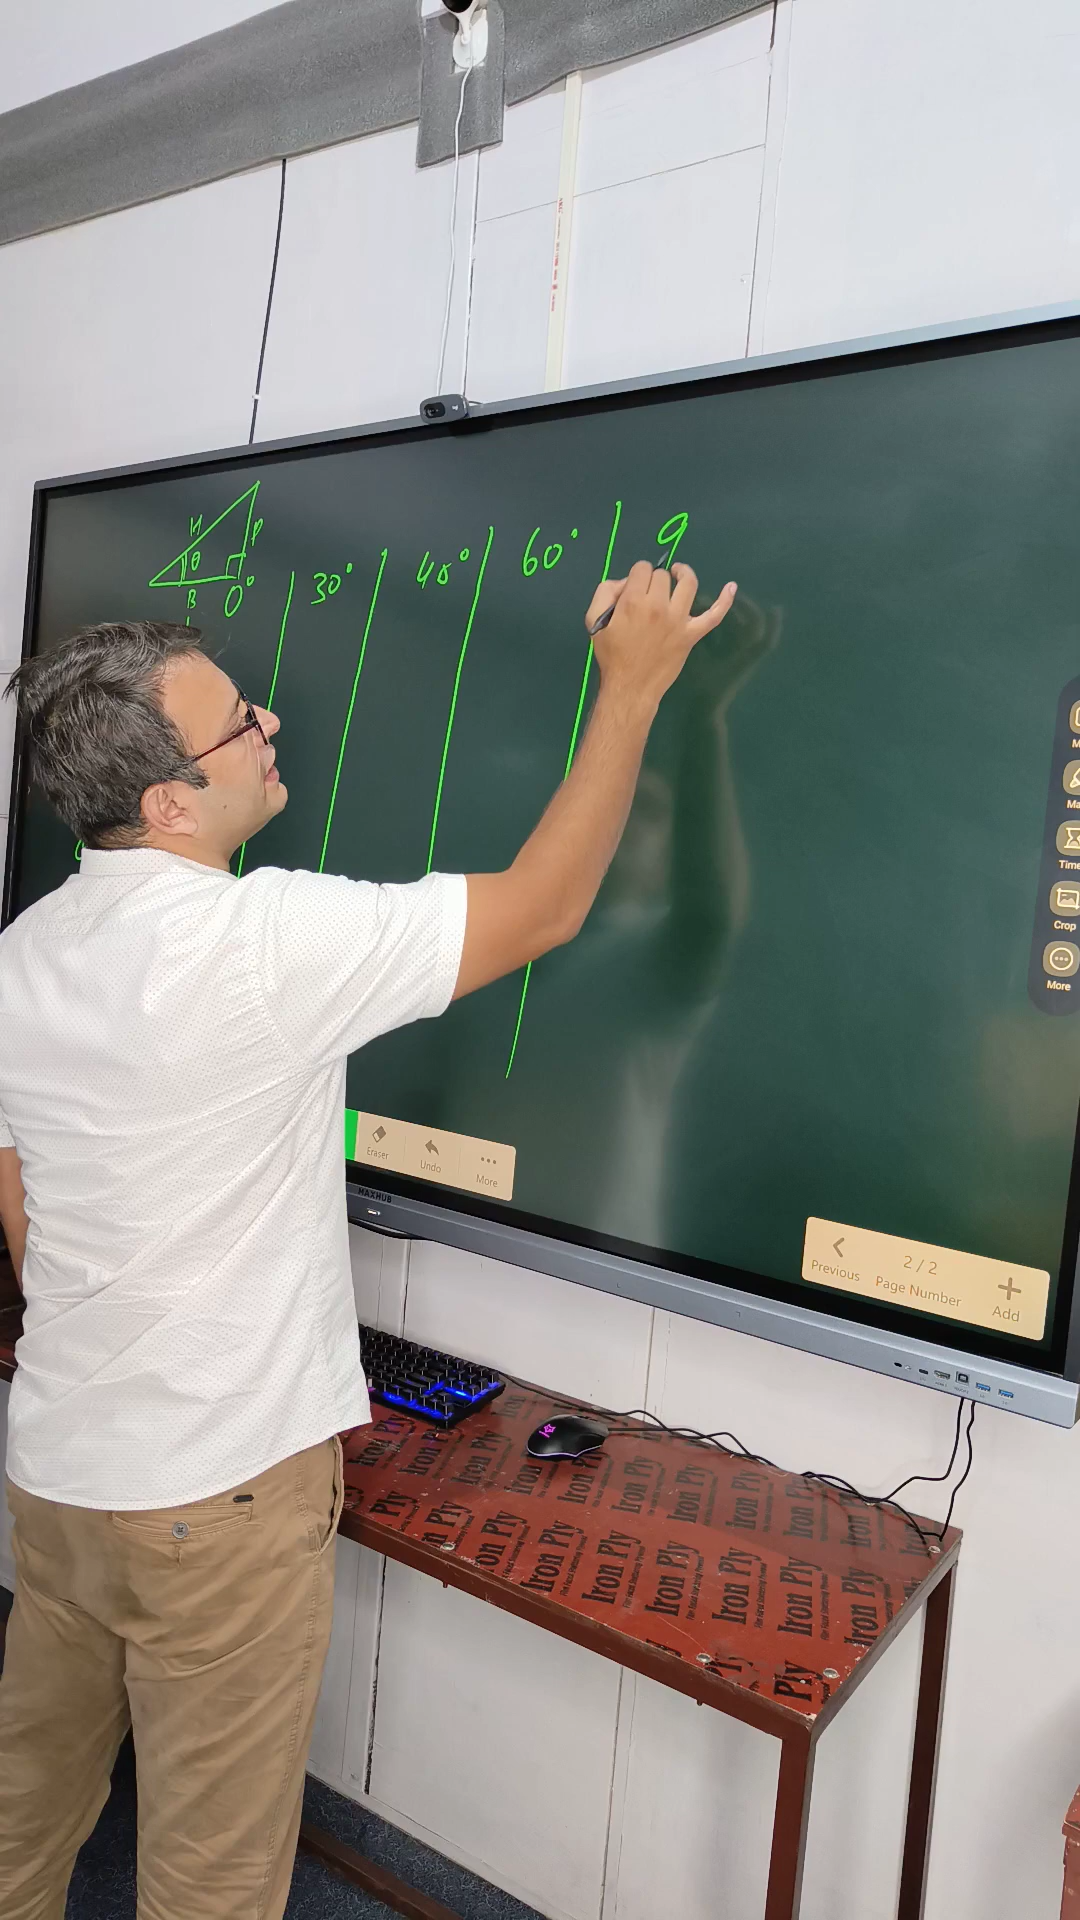 H
P
θ
B
0° 30° 45° 60° 9
Time
Crop
More
Eraser
Undo
More
MAXHUB
Previous
2 / 2
Page Number
Add
Iron Ply